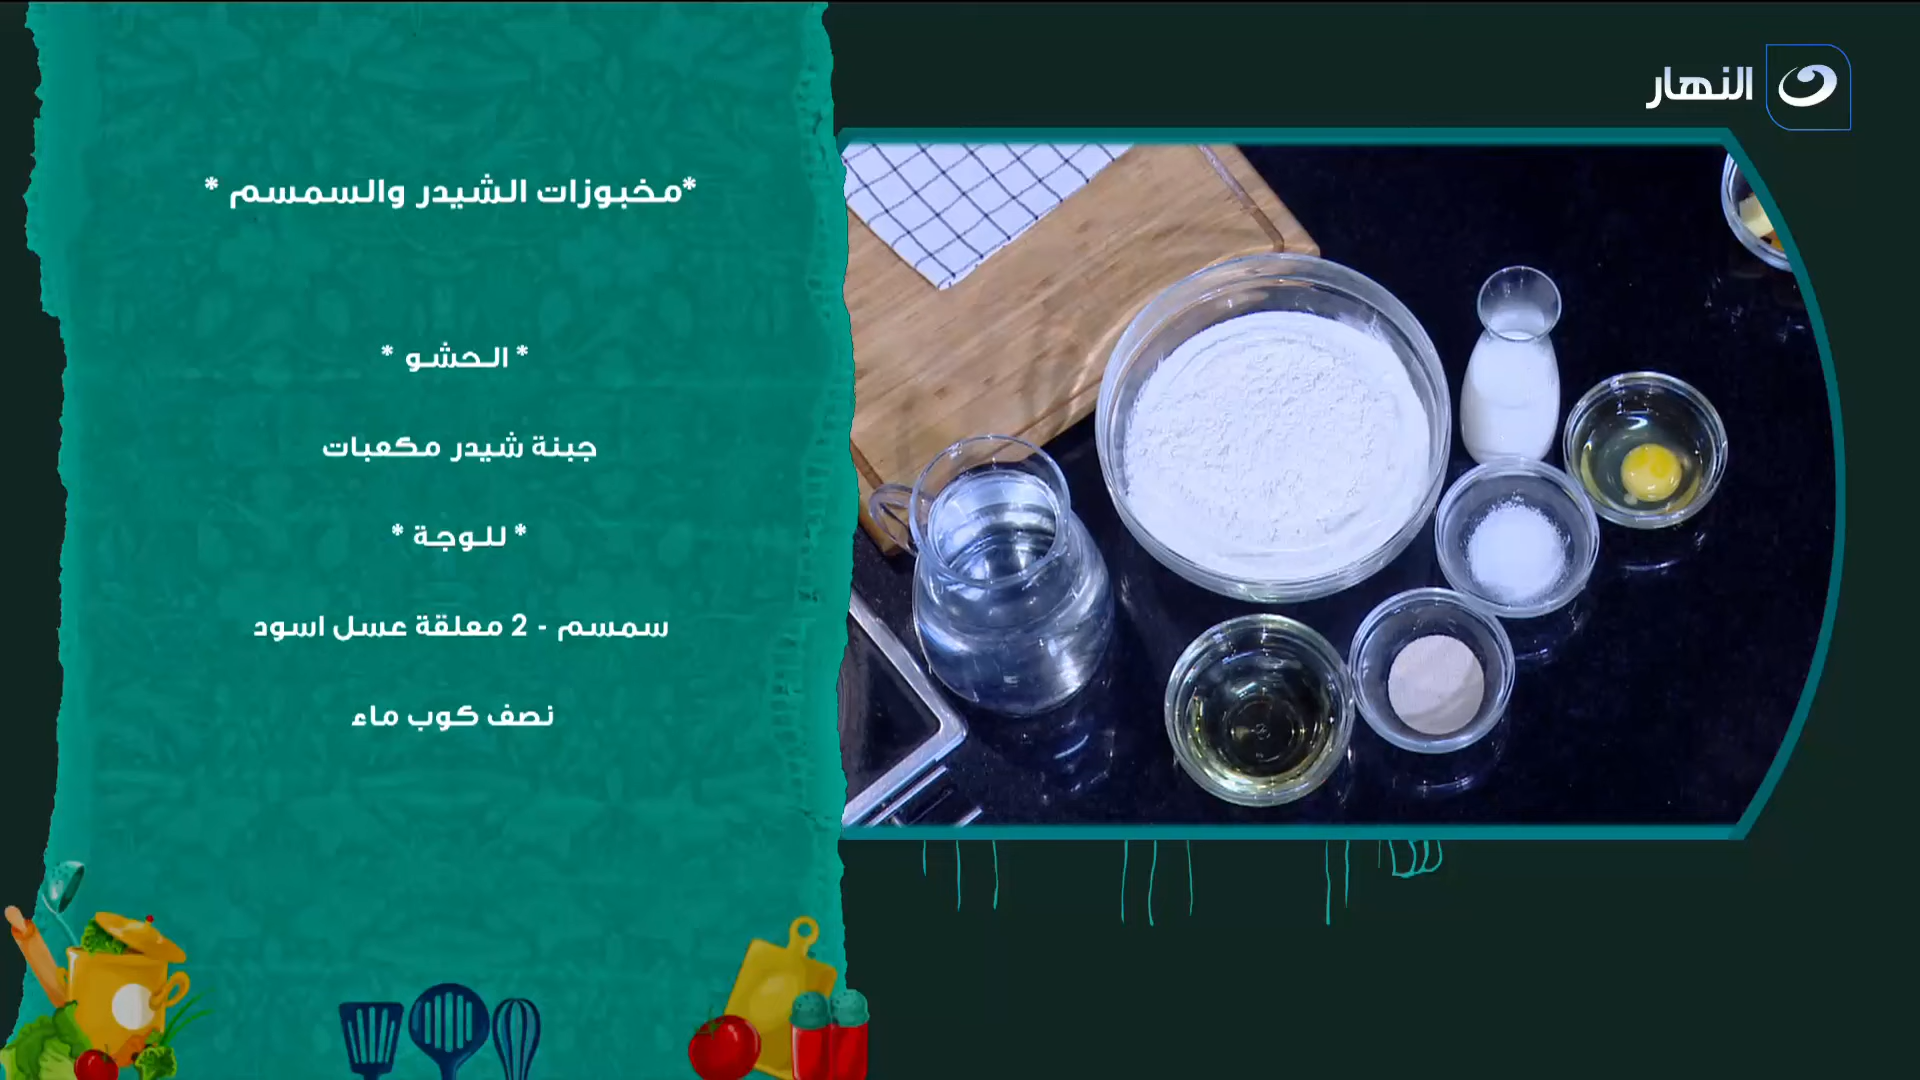 النهار
*مخبوزات الشيدر والسمسم *
* الحشو *
جبنة شيدر مكعبات
* للوجة *
سمسم - 2 معلقة عسل اسود
نصف كوب ماء